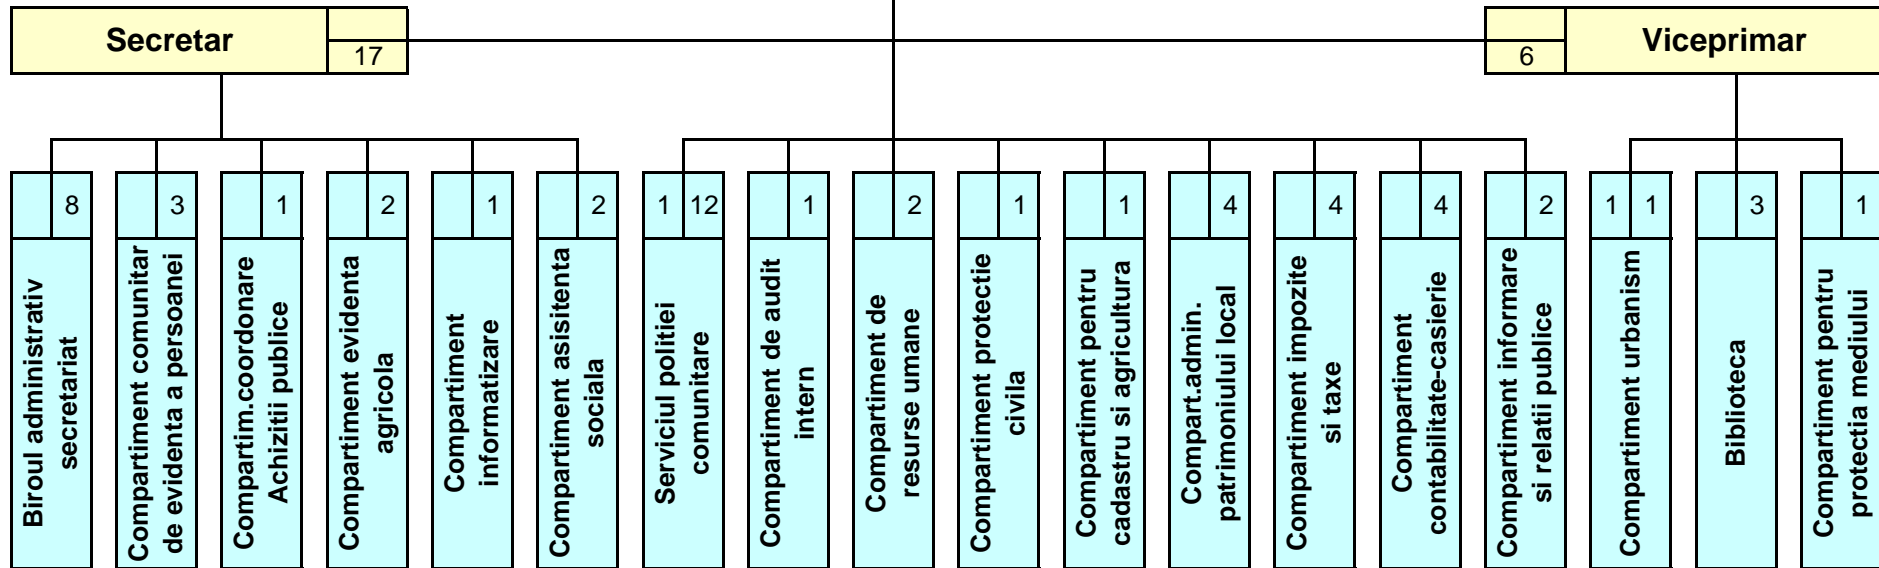 Secretar
17
6
Viceprimar
8
3
1
2
1
2
1 12
1
2
1
1
4
4
4
2
1 1
3
1
Biroul administrativ
secretariat
Compartiment comunitar
de evidenta a persoanei
Compartim.coordonare
Achizitii publice
Compartiment evidenta
agricola
Compartiment
informatizare
Compartiment asisitenta
sociala
Serviciul politiei
comunitare
Compartiment de audit
intern
Compartiment de
resurse umane
Compartiment protectie
civila
Compartiment pentru
cadastru si agricultura
Compart.admin.
patrimoniului local
Compartiment impozite
si taxe
Compartiment
contabilitate-casierie
Compartiment informare
si relatii publice
Compartiment urbanism
Biblioteca
Compartiment pentru
protectia mediului